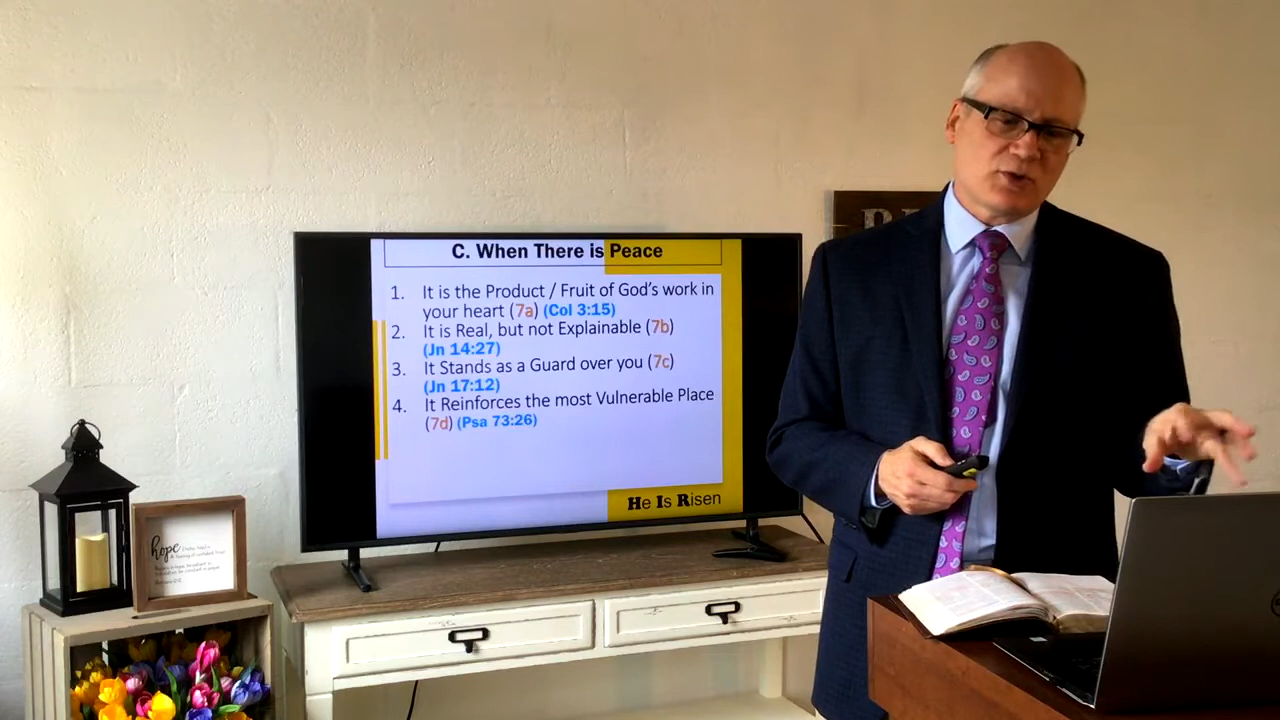 C. When There is Peace
1. It is the Product / Fruit of God's work in
your heart (7a) (Col 3:15)
2. It is Real, but not Explainable (7b)
(Jn 14:27)
3. It Stands as a Guard over you (7c)
(Jn 17:12)
4. It Reinforces the most Vulnerable Place
(7d) (Psa 73:26)
He Is Risen
hope